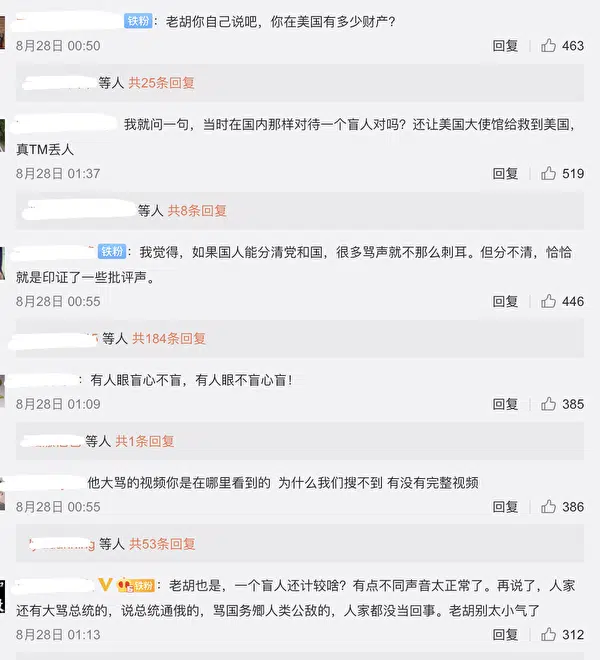 铁粉：老胡你自己说吧，你在美国有多少财产？
8月28日 00:50 回复 463
等人 共25条回复
我就问一句，当时在国内那样对待一个盲人对吗？还让美国大使馆给救到美国，
真TM丢人
8月28日 01:37 回复 519
等人 共8条回复
铁粉：我觉得，如果国人能分清党和国，很多骂声就不那么刺耳。但分不清，恰恰
就是印证了一些批评声。
8月28日 00:55 回复 446
等人 共184条回复
：有人眼盲心不盲，有人眼不盲心盲！
8月28日 01:09 回复 385
等人 共1条回复
他大骂的视频你是在哪里看到的 为什么我们搜不到 有没有完整视频
8月28日 00:55 回复 386
等人 共53条回复
铁粉：老胡也是，一个盲人还计较啥？有点不同声音太正常了。再说了，人家
还有大骂总统的，说总统通俄的，骂国务卿人类公敌的，人家都没当回事。老胡别太小气了
8月28日 01:13 回复 312